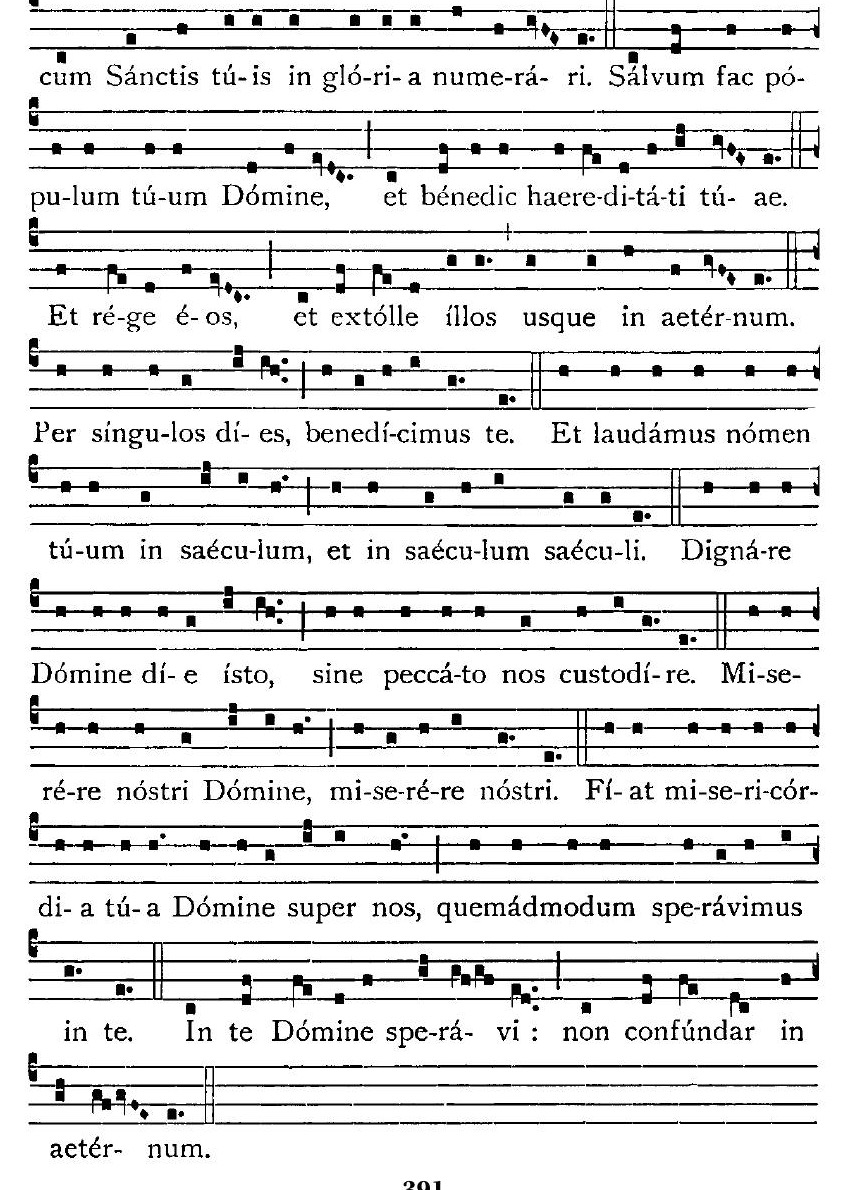 cum Sánctis tú-is in gló-ri-a nume-rá- ri. Sálvum fac pó-
pu-lum tú-um Dómine, et bénedic haere-di-tá-ti tú- ae.
Et ré-ge é-os, et extólle íllos usque in aetér-num.
Per síngu-los dí- es, benedí-cimus te. Et laudámus nómen
tú-um in saécu-lum, et in saécu-lum saécu-li. Digná-re
Dómine dí- e ísto, sine peccá-to nos custodí-re. Mi-se-
ré-re nóstri Dómine, mi-se-ré-re nóstri. Fí- at mi-se-ri-cór-
di- a tú-a Dómine super nos, quemádmodum spe-rávimus
in te. In te Dómine spe-rá- vi : non confúndar in
aetér- num.
391